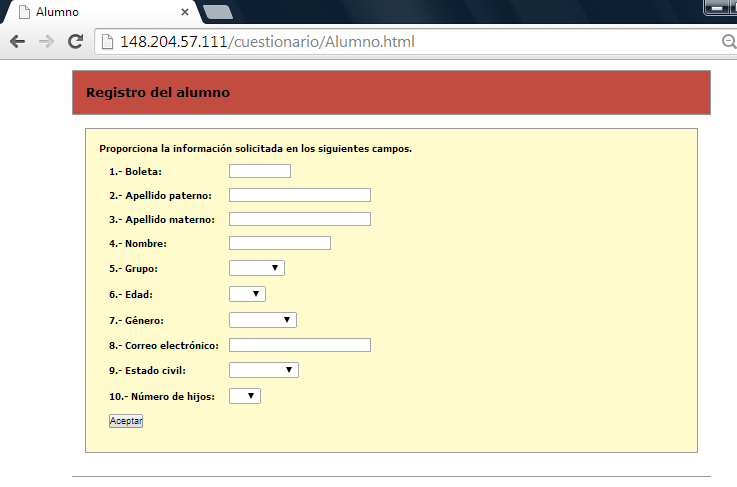 Alumno
148.204.57.111/cuestionario/Alumno.html
Registro del alumno
Proporciona la información solicitada en los siguientes campos.
1.- Boleta:
2.- Apellido paterno:
3.- Apellido materno:
4.- Nombre:
5.- Grupo:
6.- Edad:
7.- Género:
8.- Correo electrónico:
9.- Estado civil:
10.- Número de hijos:
Aceptar